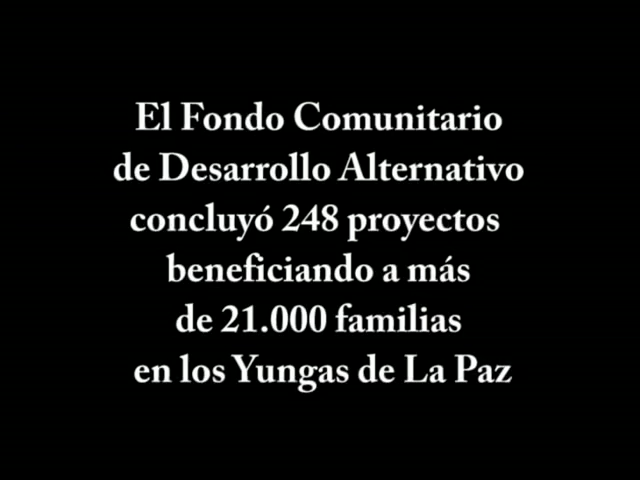 El Fondo Comunitario
de Desarrollo Alternativo
concluyó 248 proyectos
beneficiando a más
de 21.000 familias
en los Yungas de La Paz